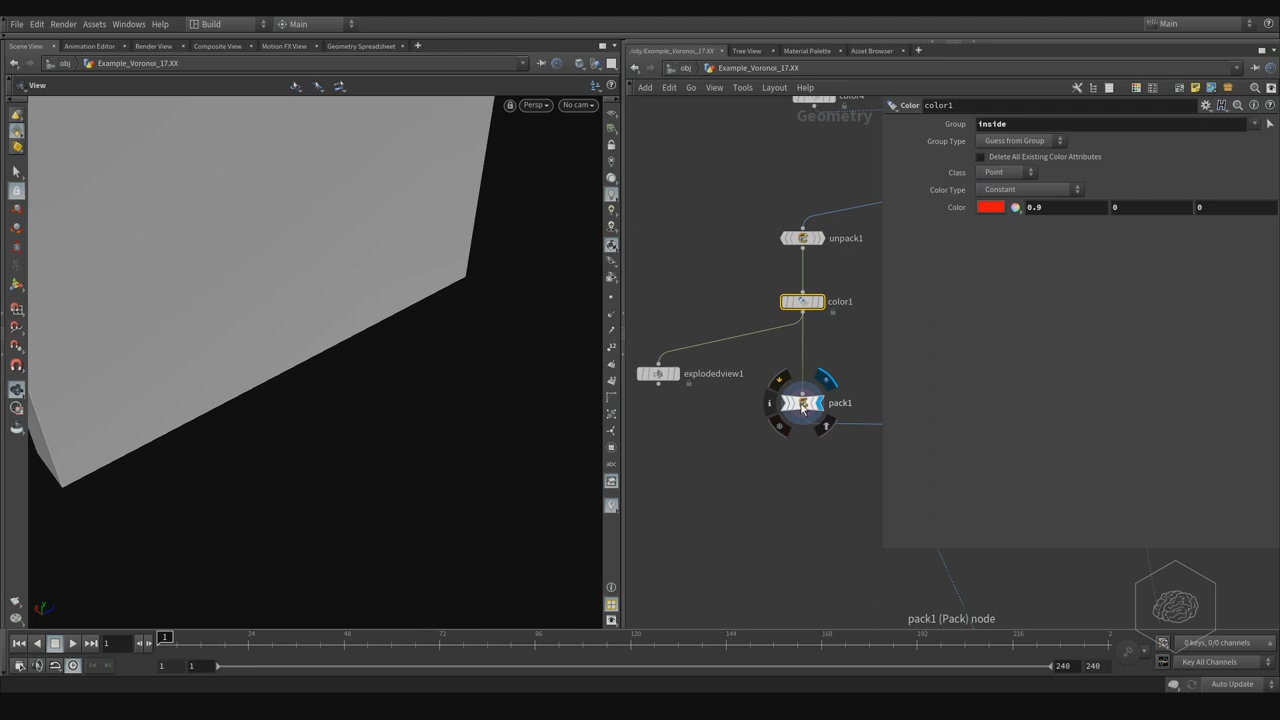 File Edit Render Assets Windows Help Build Main Main
Scene View Animation Editor Render View Composite View Motion FX View Geometry Spreadsheet
/obj/Example_Voronoi_17.XX Tree View Material Palette Asset Browser
obj Example_Voronoi_17.XX
obj Example_Voronoi_17.XX
View
Add Edit Go View Tools Layout Help
Persp No cam
Geometry
Color color1
Group inside
Group Type Guess from Group
Delete All Existing Color Attributes
Class Point
Color Type Constant
Color 0.9 0 0
unpack1
color1
explodedview1
pack1
abc
pack1 (Pack) node
1 1 24 48 72 96 120 144 168 192 216 2
0 keys, 0/0 channels
1 1 240 240
Key All Channels
Auto Update